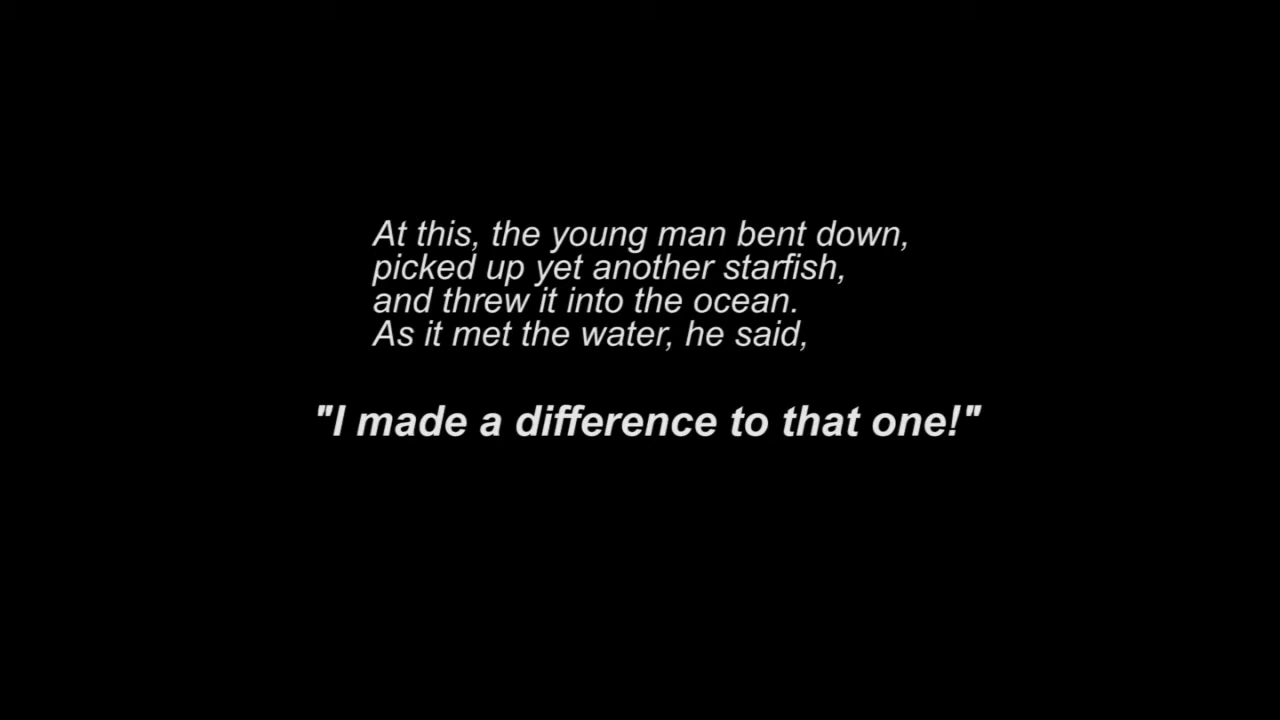 At this, the young man bent down,
picked up yet another starfish,
and threw it into the ocean.
As it met the water, he said,
"I made a difference to that one!"